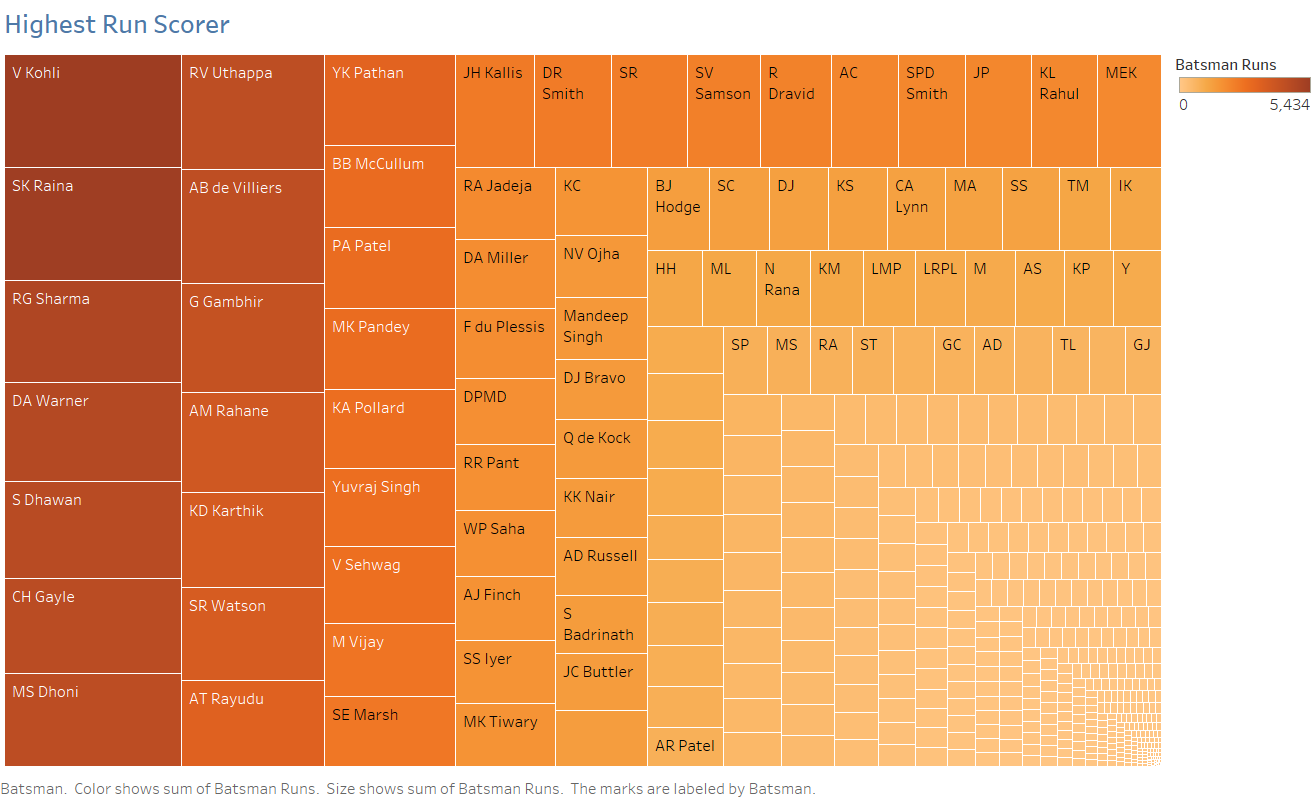 Highest Run Scorer
V Kohli
SK Raina
RG Sharma
DA Warner
S Dhawan
CH Gayle
MS Dhoni
RV Uthappa
AB de Villiers
G Gambhir
AM Rahane
KD Karthik
SR Watson
AT Rayudu
YK Pathan
BB McCullum
PA Patel
MK Pandey
KA Pollard
Yuvraj Singh
V Sehwag
M Vijay
SE Marsh
JH Kallis
DR
Smith
SR
SV
Samson
R
Dravid
AC
SPD
Smith
JP
KL
Rahul
MEK
RA Jadeja
DA Miller
F du Plessis
DPMD
RR Pant
WP Saha
AJ Finch
SS Iyer
MK Tiwary
KC
NV Ojha
Mandeep
Singh
DJ Bravo
Q de Kock
KK Nair
AD Russell
S
Badrinath
JC Buttler
BJ
Hodge
SC
DJ
KS
CA
Lynn
MA
SS
TM
IK
HH
ML
N
Rana
KM
LMP
LRPL
M
AS
KP
Y
SP
MS
RA
ST
GC
AD
TL
GJ
AR Patel
Batsman Runs
0
5,434
Batsman.  Color shows sum of Batsman Runs.  Size shows sum of Batsman Runs.  The marks are labeled by Batsman.